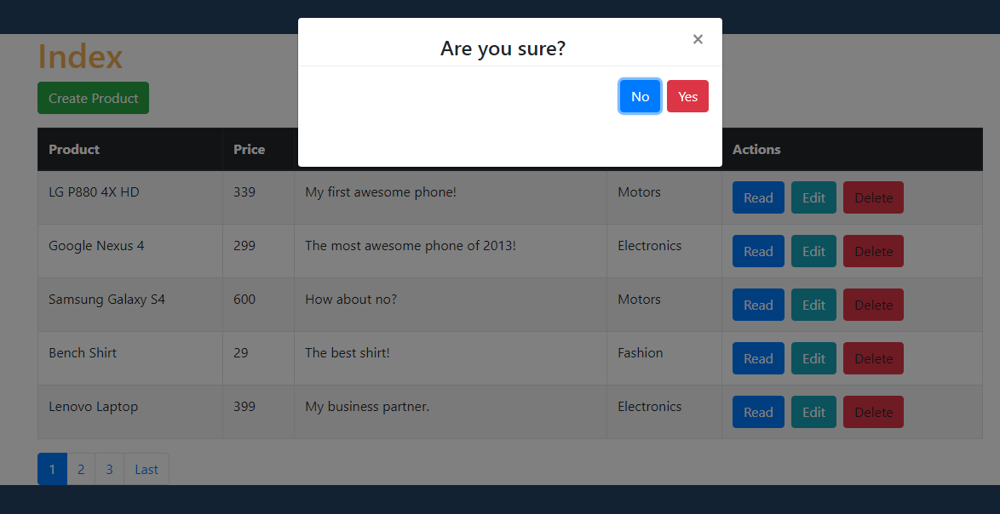 Are you sure?
×
No Yes
Index
Create Product
Product Price Actions
LG P880 4X HD 339 My first awesome phone! Motors Read Edit Delete
Google Nexus 4 299 The most awesome phone of 2013! Electronics Read Edit Delete
Samsung Galaxy S4 600 How about no? Motors Read Edit Delete
Bench Shirt 29 The best shirt! Fashion Read Edit Delete
Lenovo Laptop 399 My business partner. Electronics Read Edit Delete
1 2 3 Last